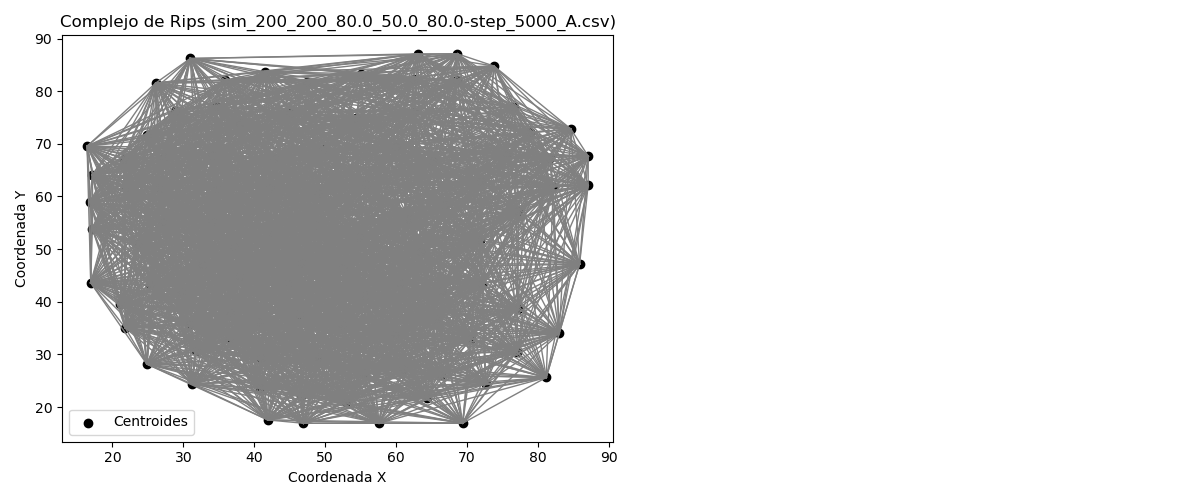 Complejo de Rips (sim_200_200_80.0_50.0_80.0-step_5000_A.csv)
90
80
70
60
50
40
30
20
Coordenada Y
Centroides
20 30 40 50 60 70 80 90
Coordenada X